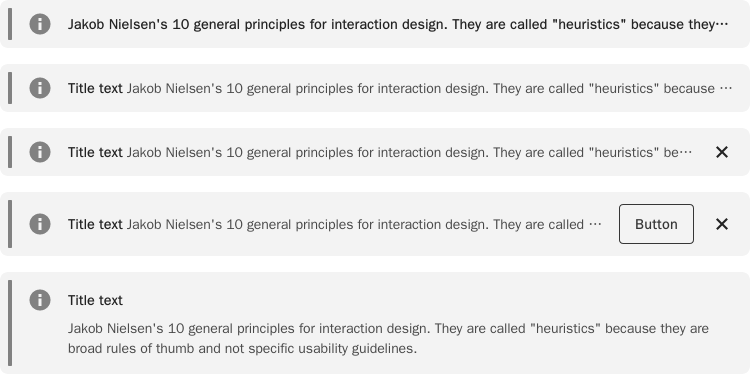 Jakob Nielsen's 10 general principles for interaction design. They are called "heuristics" because they···
Title text Jakob Nielsen's 10 general principles for interaction design. They are called "heuristics" because ···
Title text Jakob Nielsen's 10 general principles for interaction design. They are called "heuristics" be···
Title text Jakob Nielsen's 10 general principles for interaction design. They are called ··· Button
Title text
Jakob Nielsen's 10 general principles for interaction design. They are called "heuristics" because they are
broad rules of thumb and not specific usability guidelines.